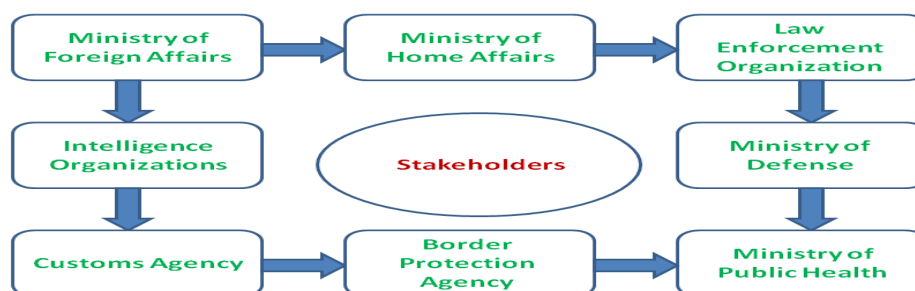 Ministry of
Foreign Affairs
Ministry of
Home Affairs
Law
Enforcement
Organization
Intelligence
Organizations
Stakeholders
Ministry of
Defense
Customs Agency
Border
Protection
Agency
Ministry of
Public Health